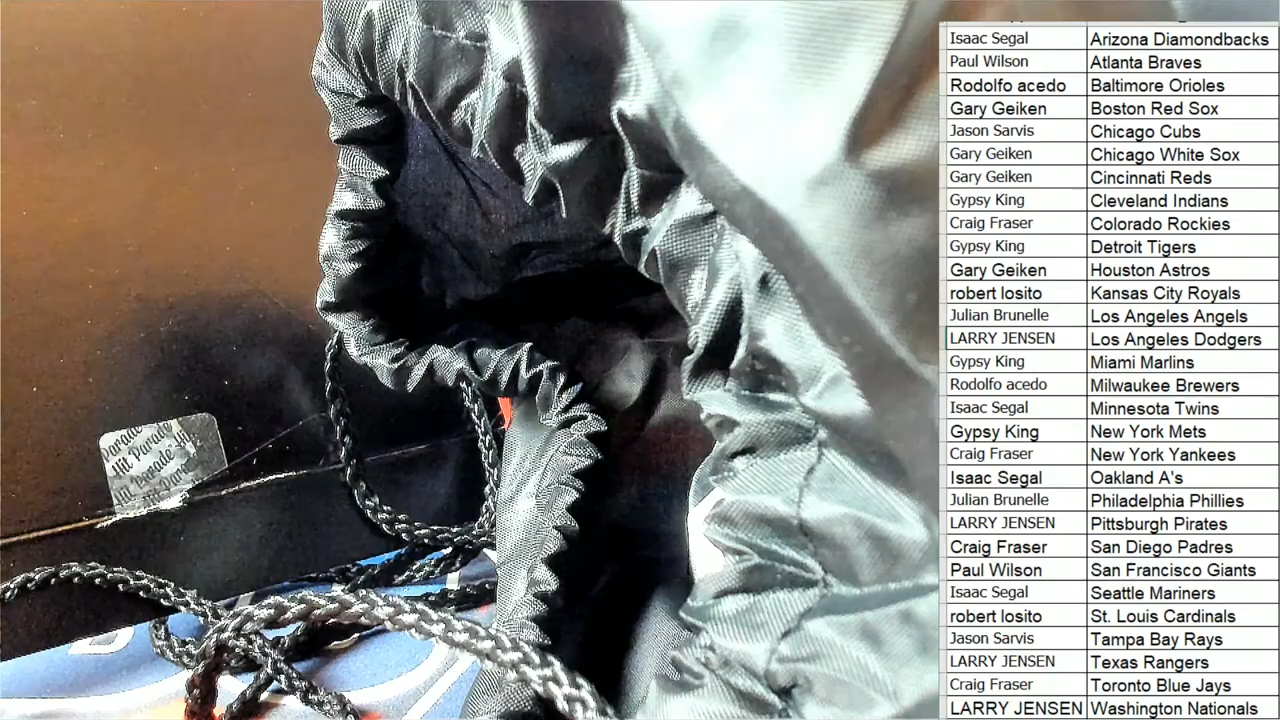 Isaac Segal Arizona Diamondbacks
Paul Wilson Atlanta Braves
Rodolfo acedo Baltimore Orioles
Gary Geiken Boston Red Sox
Jason Sarvis Chicago Cubs
Gary Geiken Chicago White Sox
Gary Geiken Cincinnati Reds
Gypsy King Cleveland Indians
Craig Fraser Colorado Rockies
Gypsy King Detroit Tigers
Gary Geiken Houston Astros
robert losito Kansas City Royals
Julian Brunelle Los Angeles Angels
LARRY JENSEN Los Angeles Dodgers
Gypsy King Miami Marlins
Rodolfo acedo Milwaukee Brewers
Isaac Segal Minnesota Twins
Gypsy King New York Mets
Craig Fraser New York Yankees
Isaac Segal Oakland A's
Julian Brunelle Philadelphia Phillies
LARRY JENSEN Pittsburgh Pirates
Craig Fraser San Diego Padres
Paul Wilson San Francisco Giants
Isaac Segal Seattle Mariners
robert losito St. Louis Cardinals
Jason Sarvis Tampa Bay Rays
LARRY JENSEN Texas Rangers
Craig Fraser Toronto Blue Jays
LARRY JENSEN Washington Nationals
Parade Hit Parade
Hit Parade Hit
Hit Parade